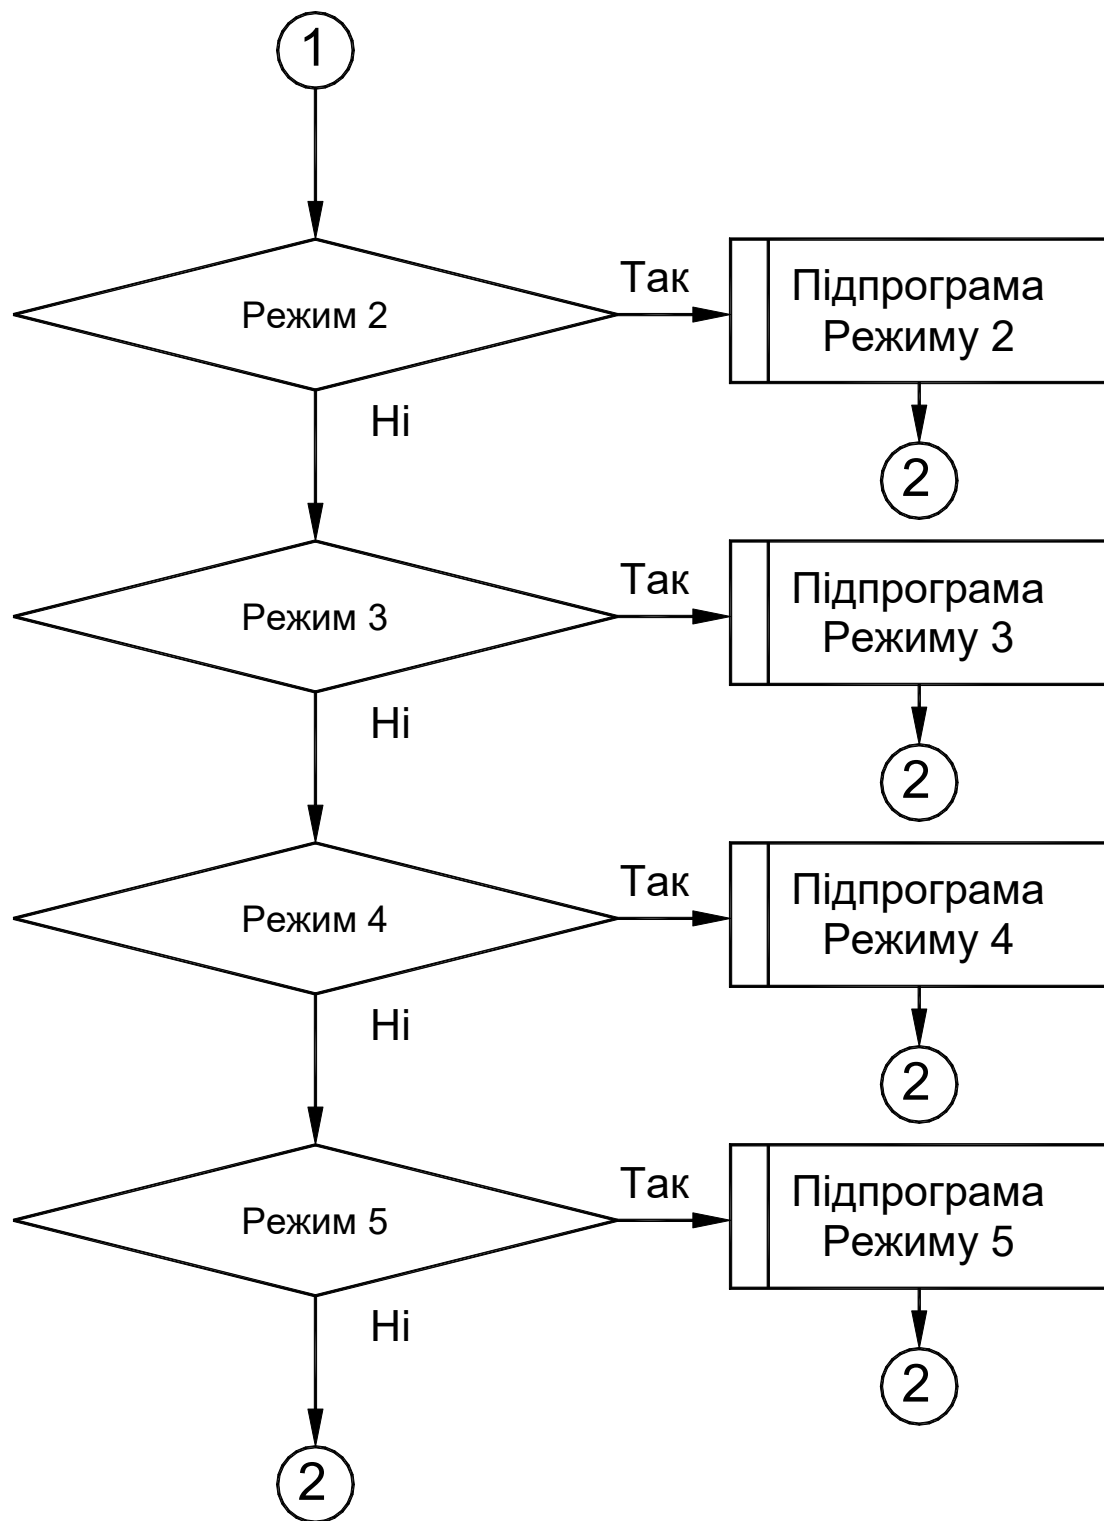 1
Режим 2
Так
Підпрограма
Режиму 2
Ні
2
Режим 3
Так
Підпрограма
Режиму 3
Ні
2
Режим 4
Так
Підпрограма
Режиму 4
Ні
2
Режим 5
Так
Підпрограма
Режиму 5
Ні
2
2